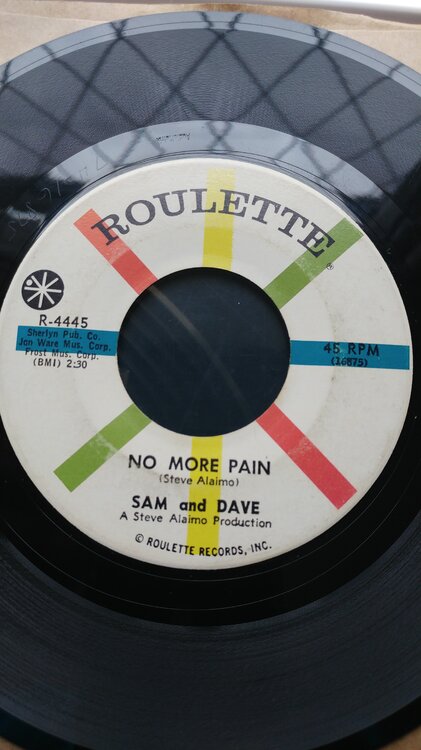 ROULETTE®
R-4445
Sherlyn Pub. Co.
Jon Ware Mus. Corp.
Frost Mus. Corp.
(BMI) 2:30
45 RPM
(16875)
NO MORE PAIN
(Steve Alaimo)
SAM and DAVE
A Steve Alaimo Production
© ROULETTE RECORDS, INC.